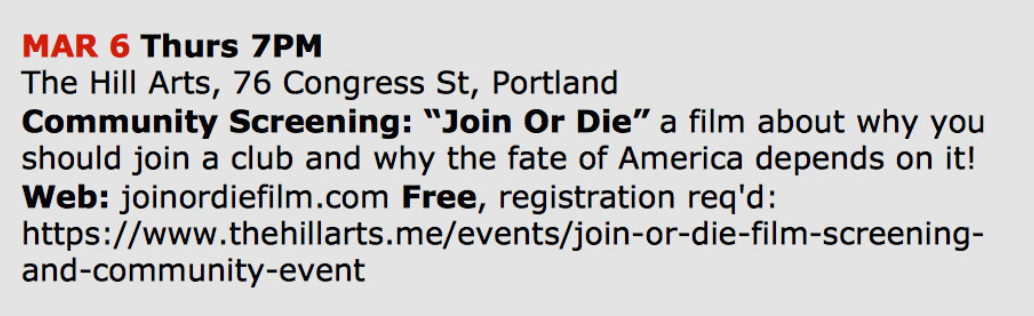 MAR 6 Thurs 7PM
The Hill Arts, 76 Congress St, Portland
Community Screening: “Join Or Die” a film about why you
should join a club and why the fate of America depends on it!
Web: joinordiefilm.com Free, registration req'd:
https://www.thehillarts.me/events/join-or-die-film-screening-
and-community-event